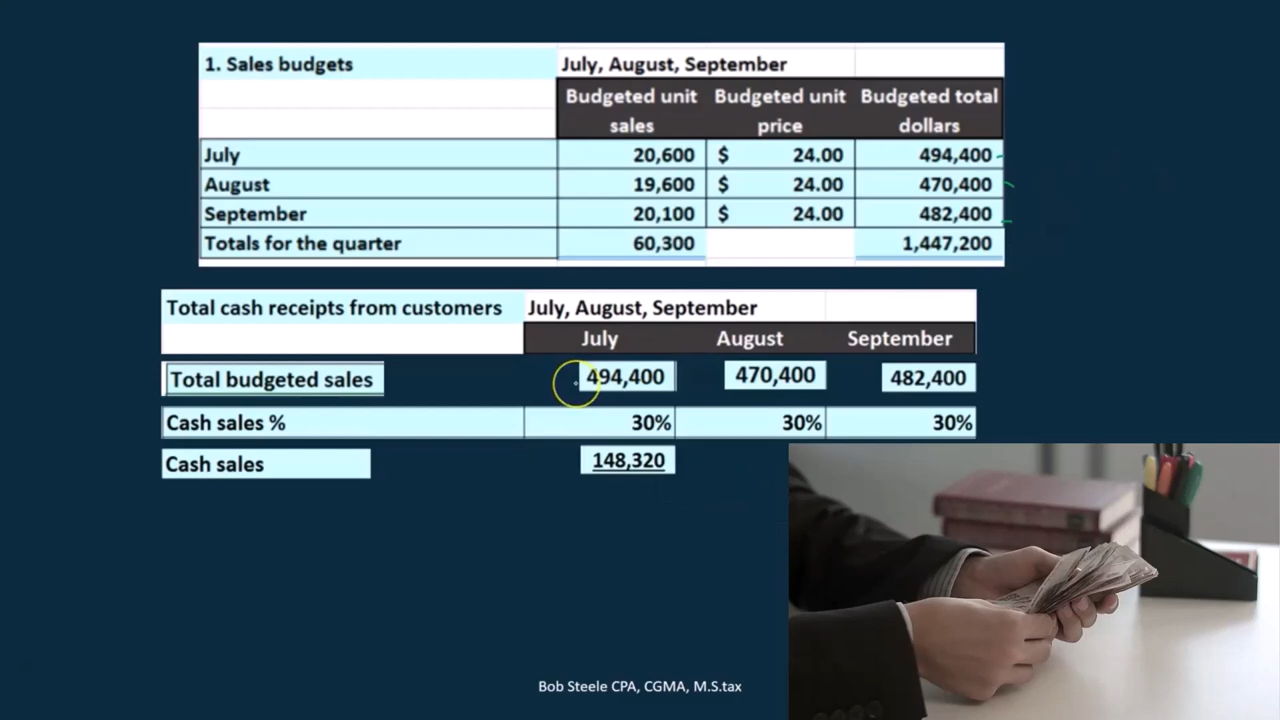 1. Sales budgets July, August, September
Budgeted unit sales Budgeted unit price Budgeted total dollars
July 20,600 $ 24.00 494,400
August 19,600 $ 24.00 470,400
September 20,100 $ 24.00 482,400
Totals for the quarter 60,300 1,447,200
Total cash receipts from customers July, August, September
July August September
Total budgeted sales 494,400 470,400 482,400
Cash sales % 30% 30% 30%
Cash sales 148,320
Bob Steele CPA, CGMA, M.S.tax